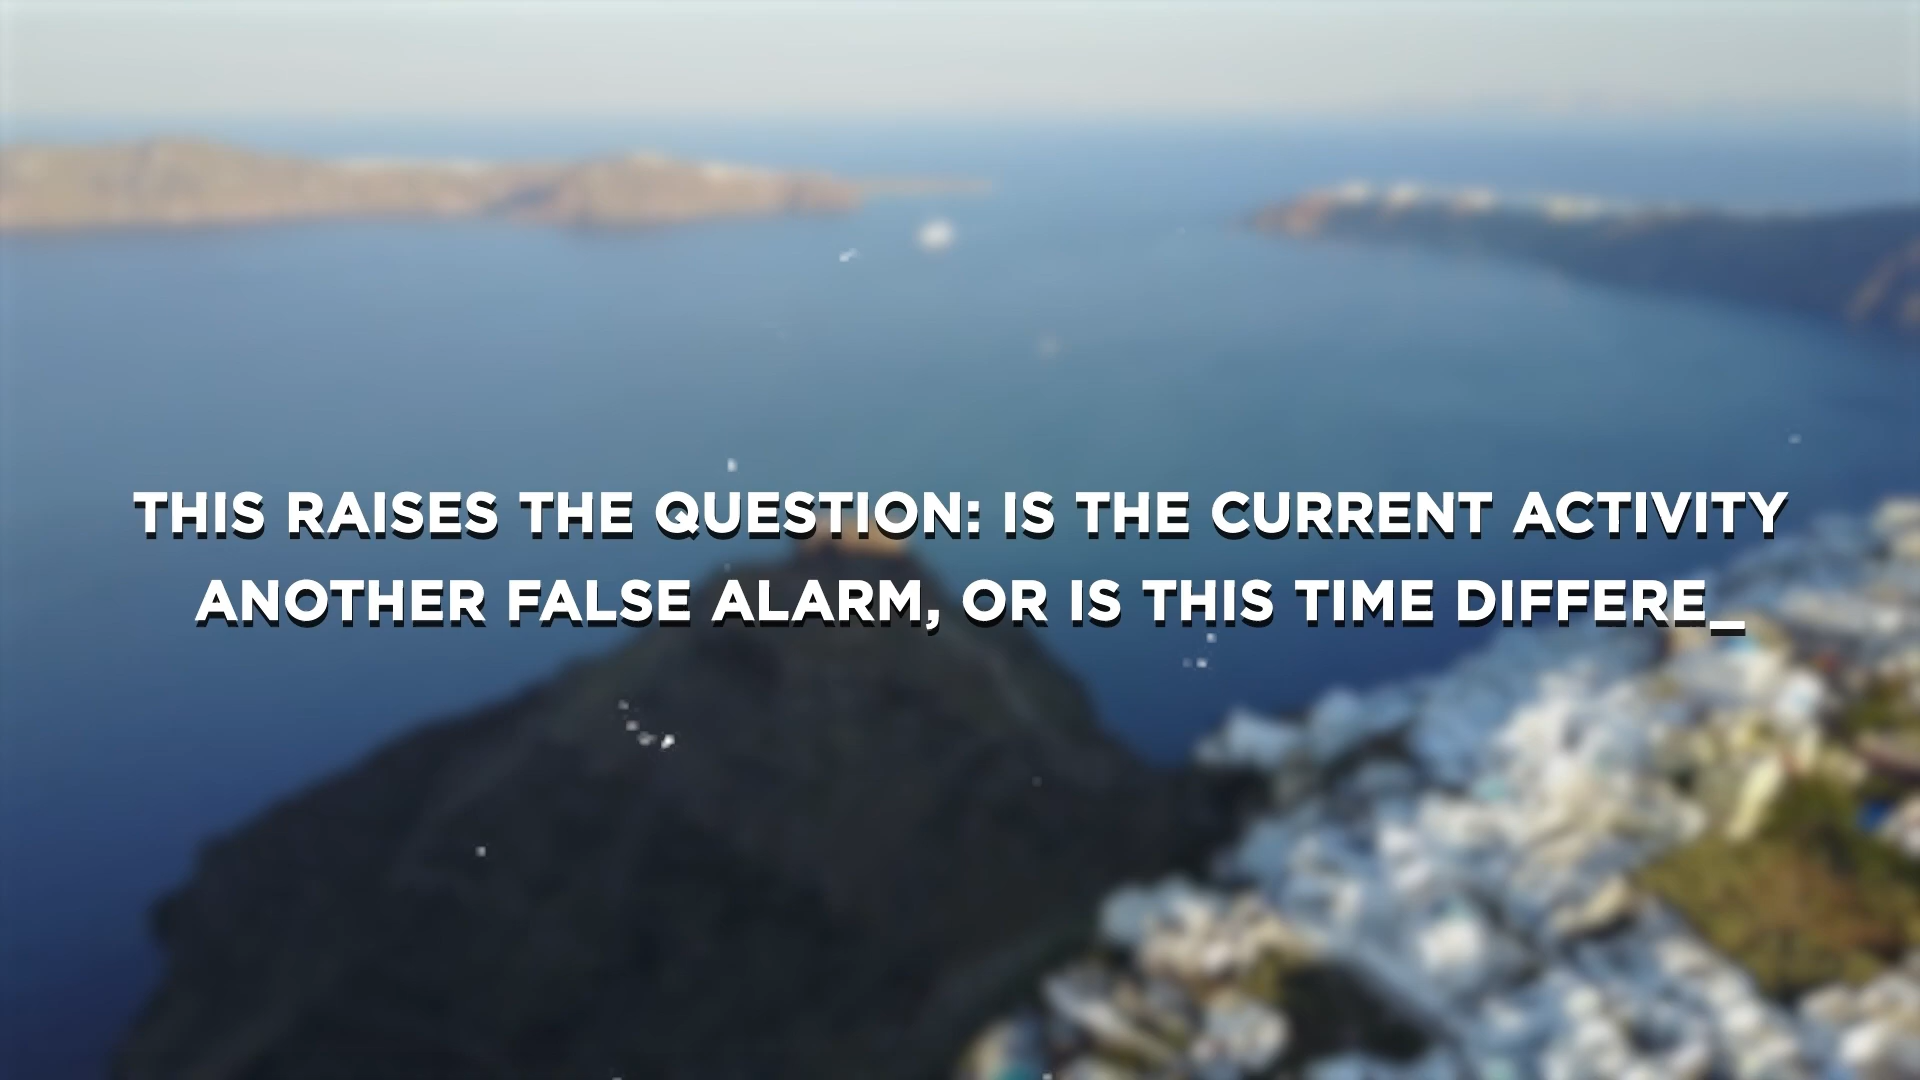 THIS RAISES THE QUESTION: IS THE CURRENT ACTIVITY
ANOTHER FALSE ALARM, OR IS THIS TIME DIFFERE_